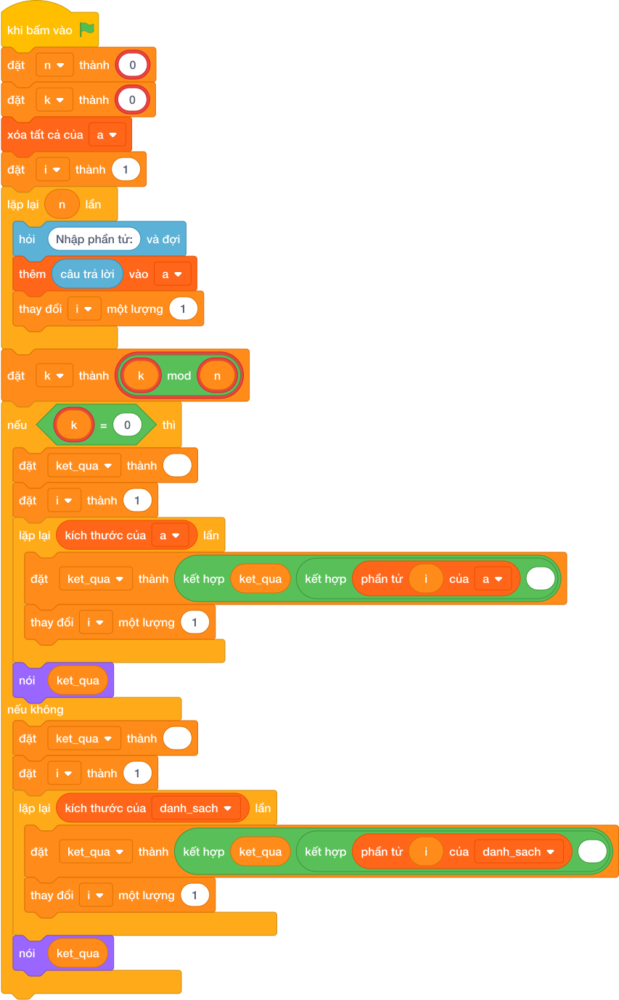 khi bấm vào
đặt n thành 0
đặt k thành 0
xóa tất cả của a
đặt i thành 1
lặp lại n lần
hỏi Nhập phần tử: và đợi
thêm câu trả lời vào a
thay đổi i một lượng 1
đặt k thành k mod n
nếu k = 0 thì
đặt ket_qua thành
đặt i thành 1
lặp lại kích thước của a lần
đặt ket_qua thành kết hợp ket_qua kết hợp phần tử i của a
thay đổi i một lượng 1
nói ket_qua
nếu không
đặt ket_qua thành
đặt i thành 1
lặp lại kích thước của danh_sach lần
đặt ket_qua thành kết hợp ket_qua kết hợp phần tử i của danh_sach
thay đổi i một lượng 1
nói ket_qua